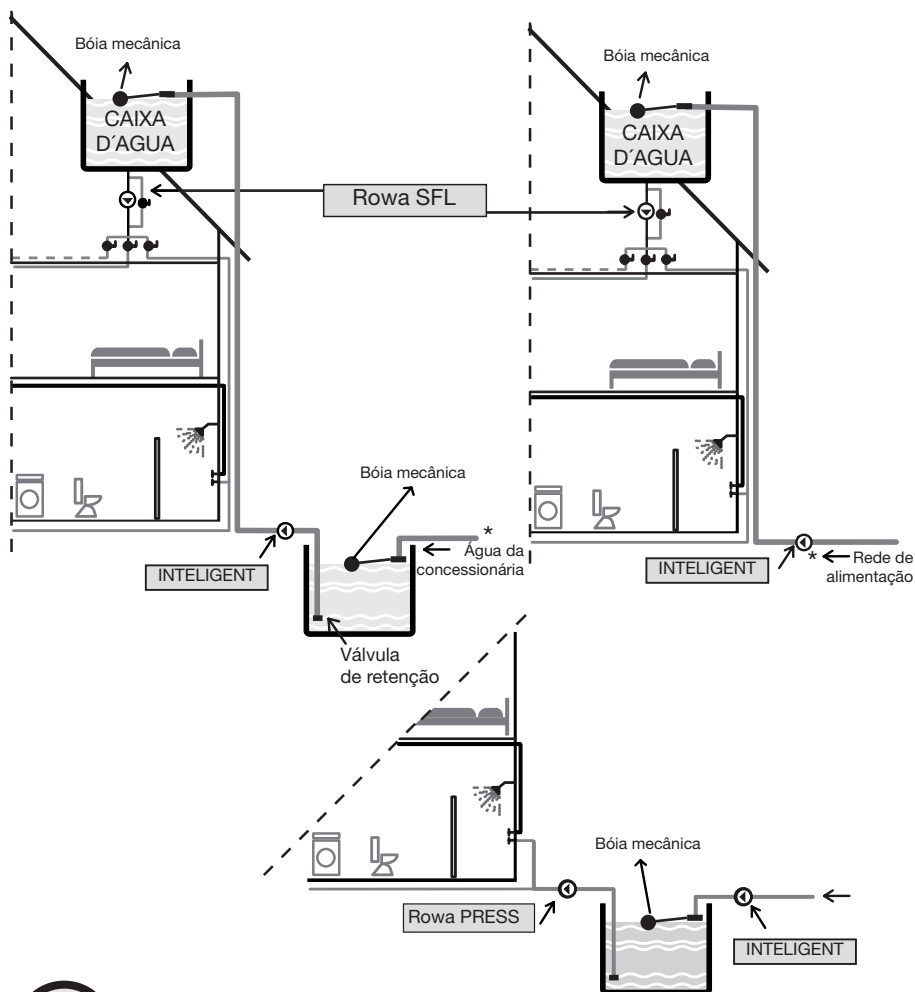 Bóia mecânica
CAIXA
D´AGUA
Rowa SFL
Bóia mecânica
CAIXA
D´AGUA
Bóia mecânica
*
Água da
concessionária
INTELIGENT
Válvula
de retenção
INTELIGENT
*
Rede de
alimentação
Bóia mecânica
Rowa PRESS
INTELIGENT